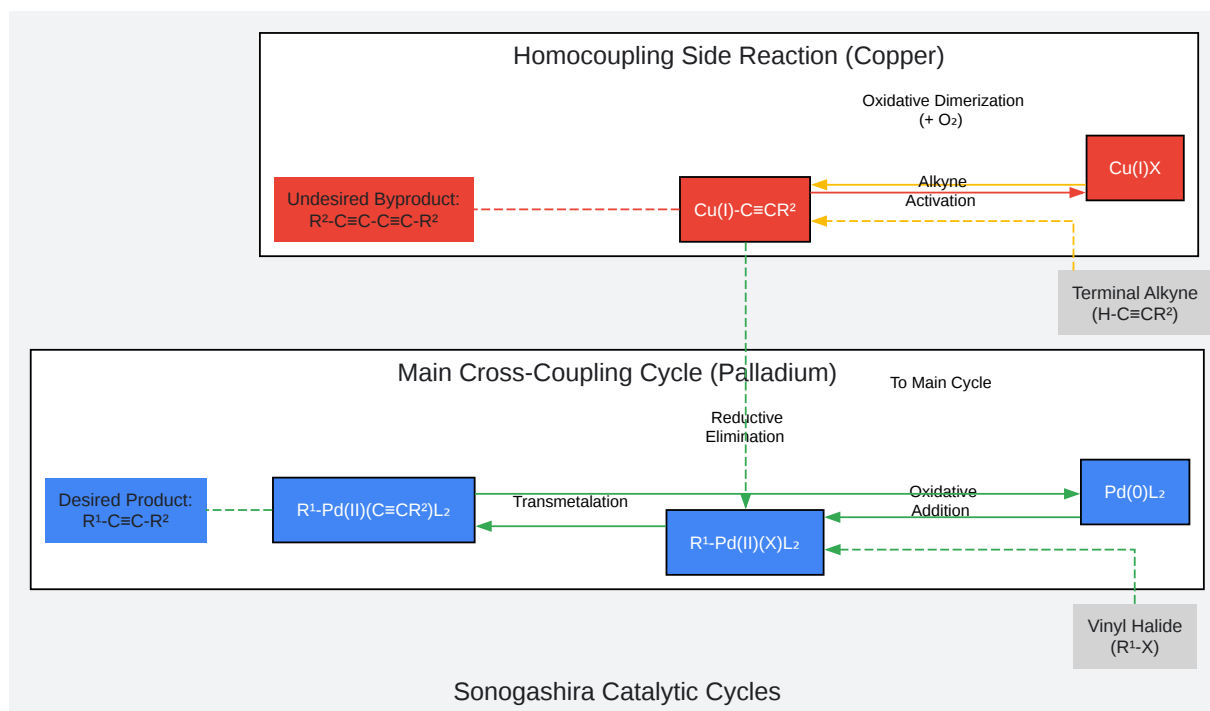 Homocoupling Side Reaction (Copper)
Oxidative Dimerization
(+ O₂)
Cu(I)X
Alkyne
Activation
Undesired Byproduct:
R²-C≡C-C≡C-R²
Cu(I)-C≡CR²
Terminal Alkyne
(H-C≡CR²)
Main Cross-Coupling Cycle (Palladium)
To Main Cycle
Reductive
Elimination
Desired Product:
R¹-C≡C-R²
R¹-Pd(II)(C≡CR²)L₂
Transmetalation
Oxidative
Addition
Pd(0)L₂
R¹-Pd(II)(X)L₂
Vinyl Halide
(R¹-X)
Sonogashira Catalytic Cycles